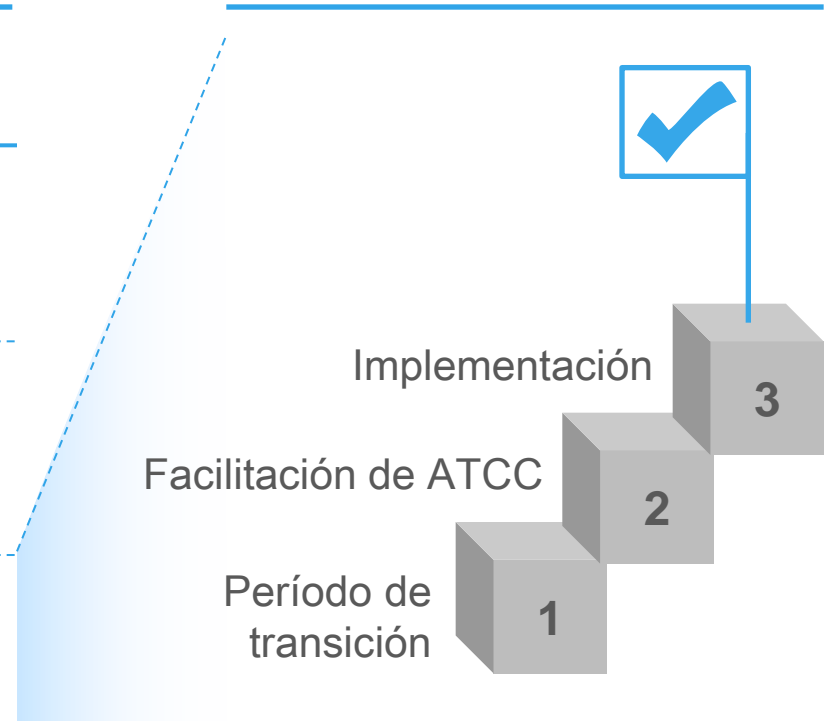 Implementación
3
Facilitación de ATCC
2
Período de
transición
1